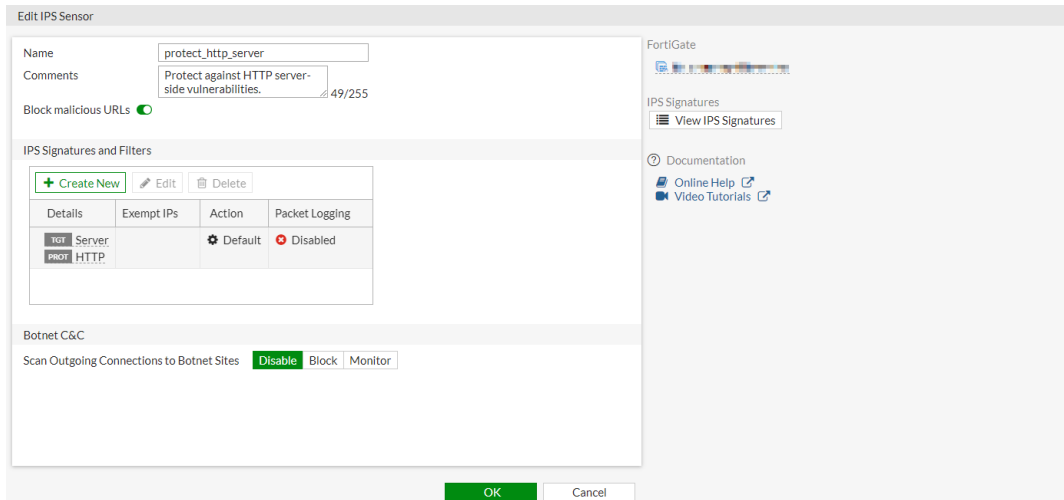 Edit IPS Sensor
Name
protect_http_server
Comments
Protect against HTTP server-
side vulnerabilities.
49/255
Block malicious URLs
IPS Signatures and Filters
Create New
Edit
Delete
Details
Exempt IPs
Action
Packet Logging
TGT Server
PROT HTTP
Default
Disabled
Botnet C&C
Scan Outgoing Connections to Botnet Sites
Disable
Block
Monitor
OK
Cancel
FortiGate
IPS Signatures
View IPS Signatures
Documentation
Online Help
Video Tutorials